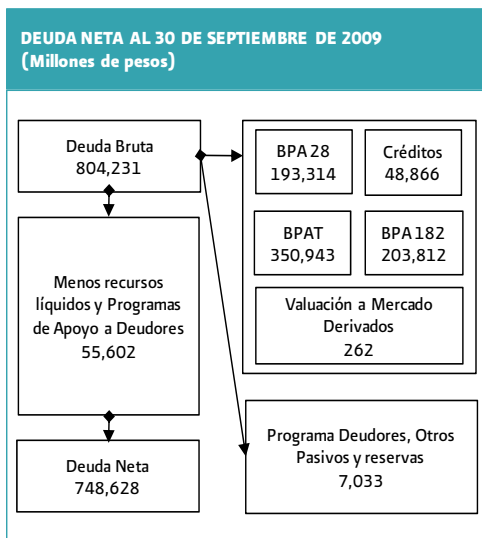 DEUDA NETA AL 30 DE SEPTIEMBRE DE 2009
(Millones de pesos)
Deuda Bruta
804,231
Menos recursos
líquidos y Programas
de Apoyo a Deudores
55,602
Deuda Neta
748,628
BPA 28
193,314
Créditos
48,866
BPAT
350,943
BPA 182
203,812
Valuación a Mercado
Derivados
262
Programa Deudores, Otros
Pasivos y reservas
7,033